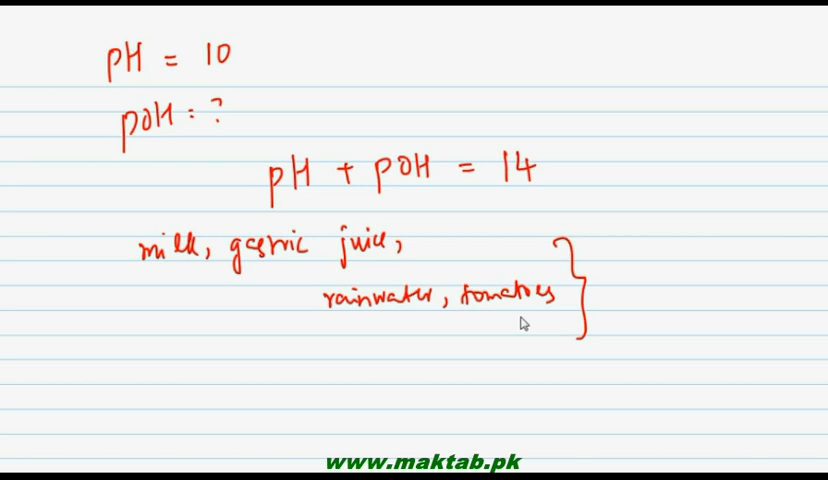 pH = 10
pOH = ?
pH + pOH = 14
milk, gastric juice,
rainwater, tomatoes
www.maktab.pk